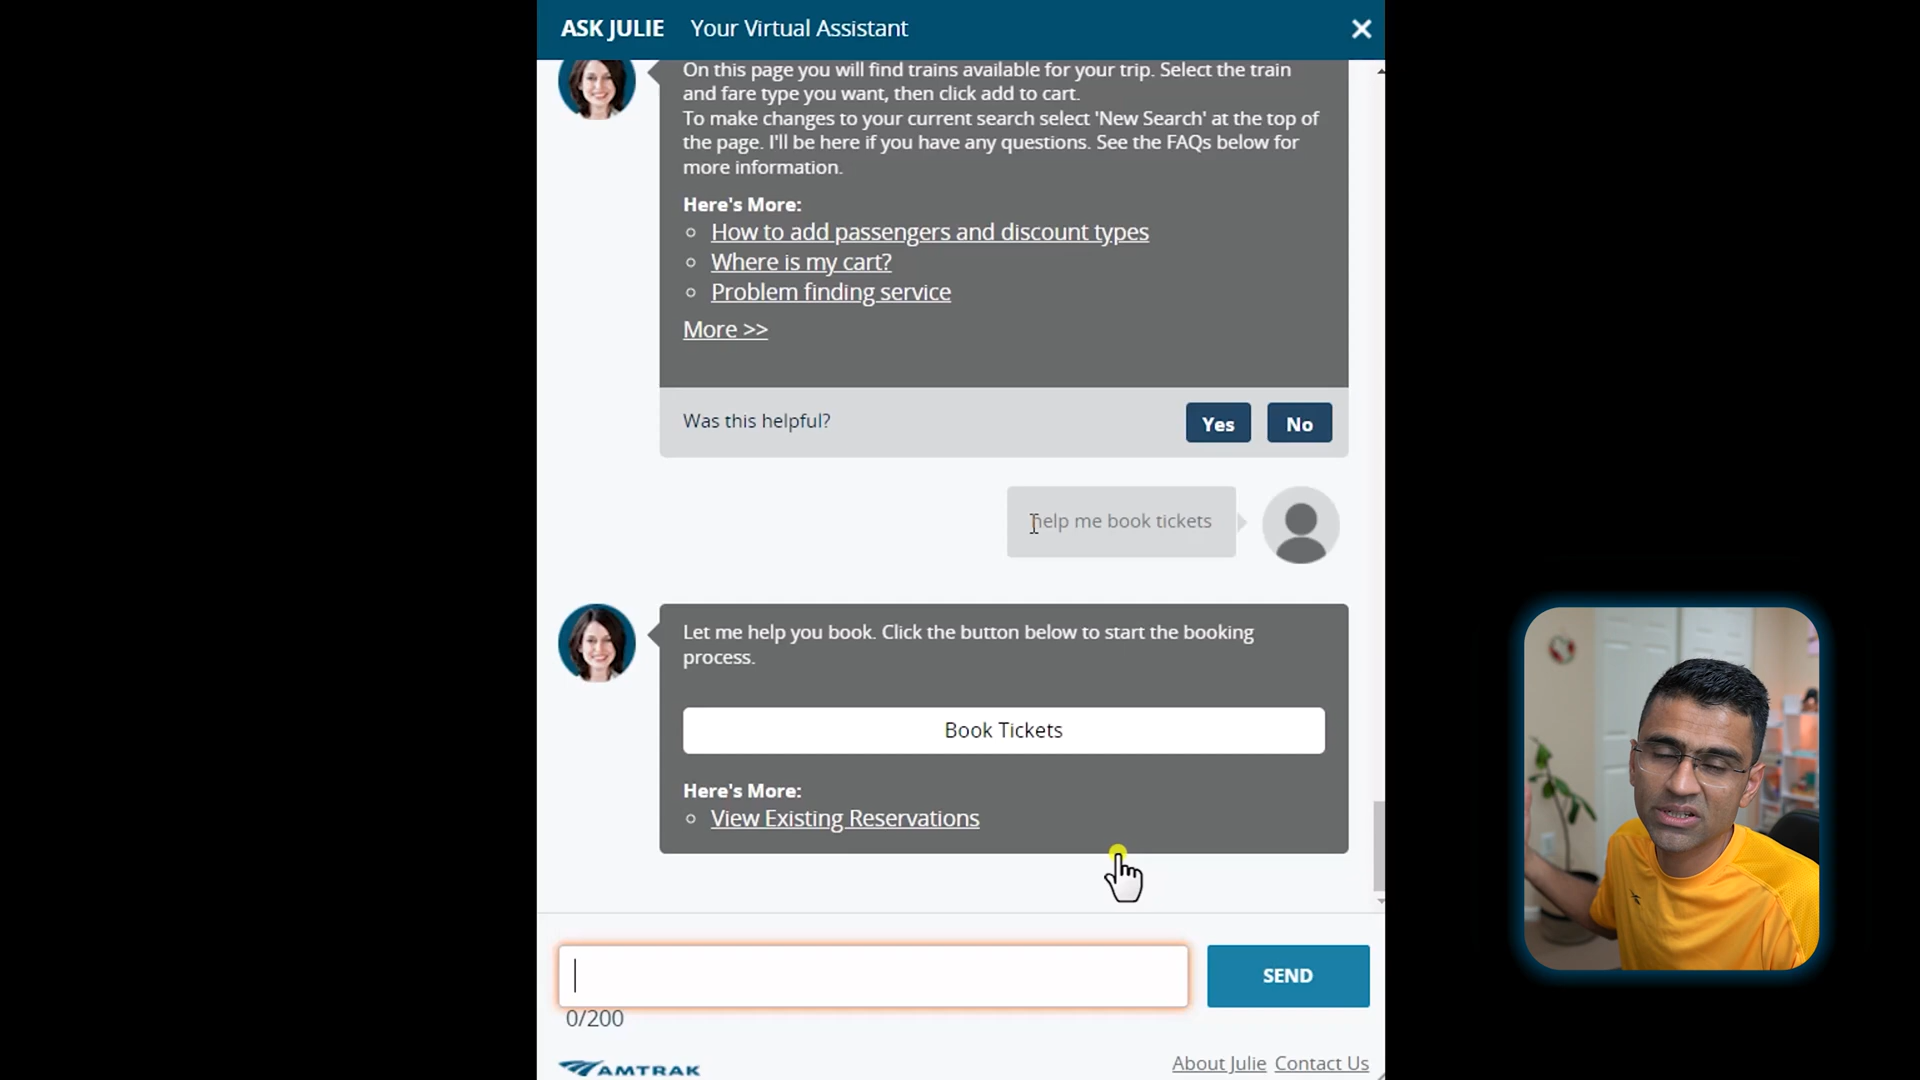 ASK JULIE Your Virtual Assistant
On this page you will find trains available for your trip. Select the train
and fare type you want, then click add to cart.
To make changes to your current search select 'New Search' at the top of
the page. I'll be here if you have any questions. See the FAQs below for
more information.
Here's More:
How to add passengers and discount types
Where is my cart?
Problem finding service
More >>
Was this helpful?
Yes
No
help me book tickets
Let me help you book. Click the button below to start the booking
process.
Book Tickets
Here's More:
View Existing Reservations
SEND
0/200
AMTRAK
About Julie Contact Us